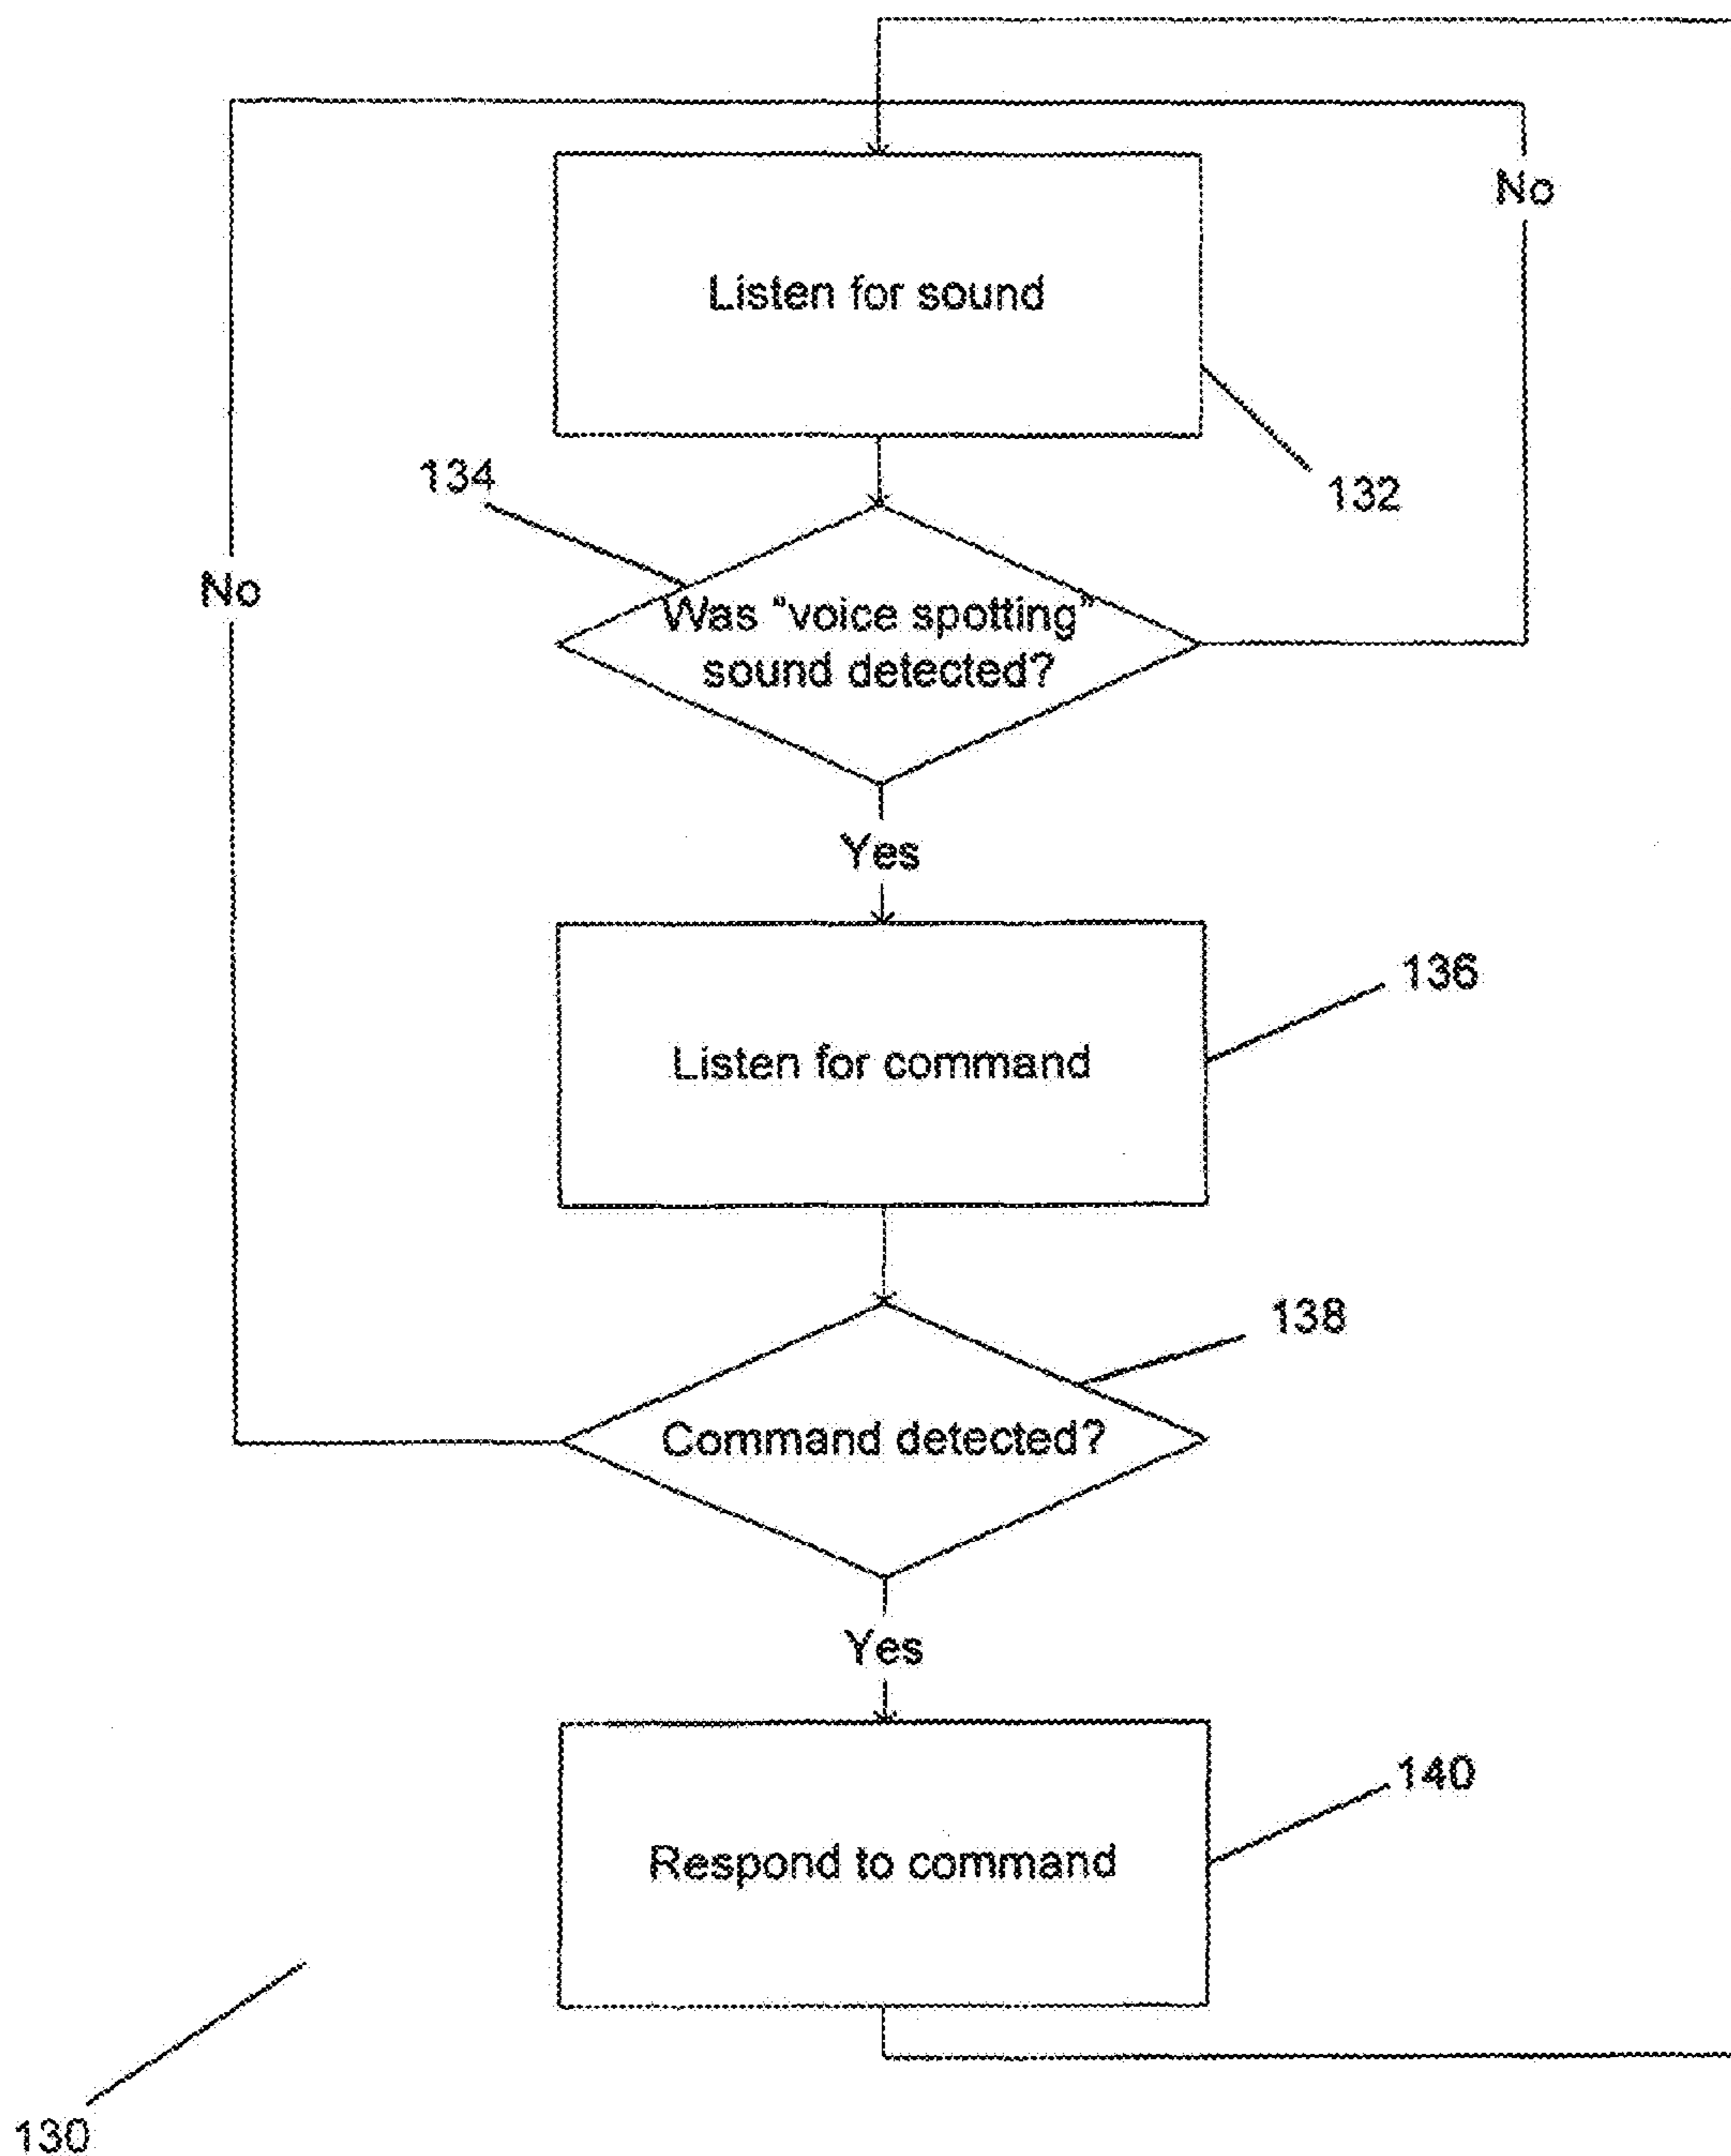 No
Listen for sound
132
134
No
Was "voice spotting"
sound detected?
Yes
136
Listen for command
138
Command detected?
Yes
140
Respond to command
130